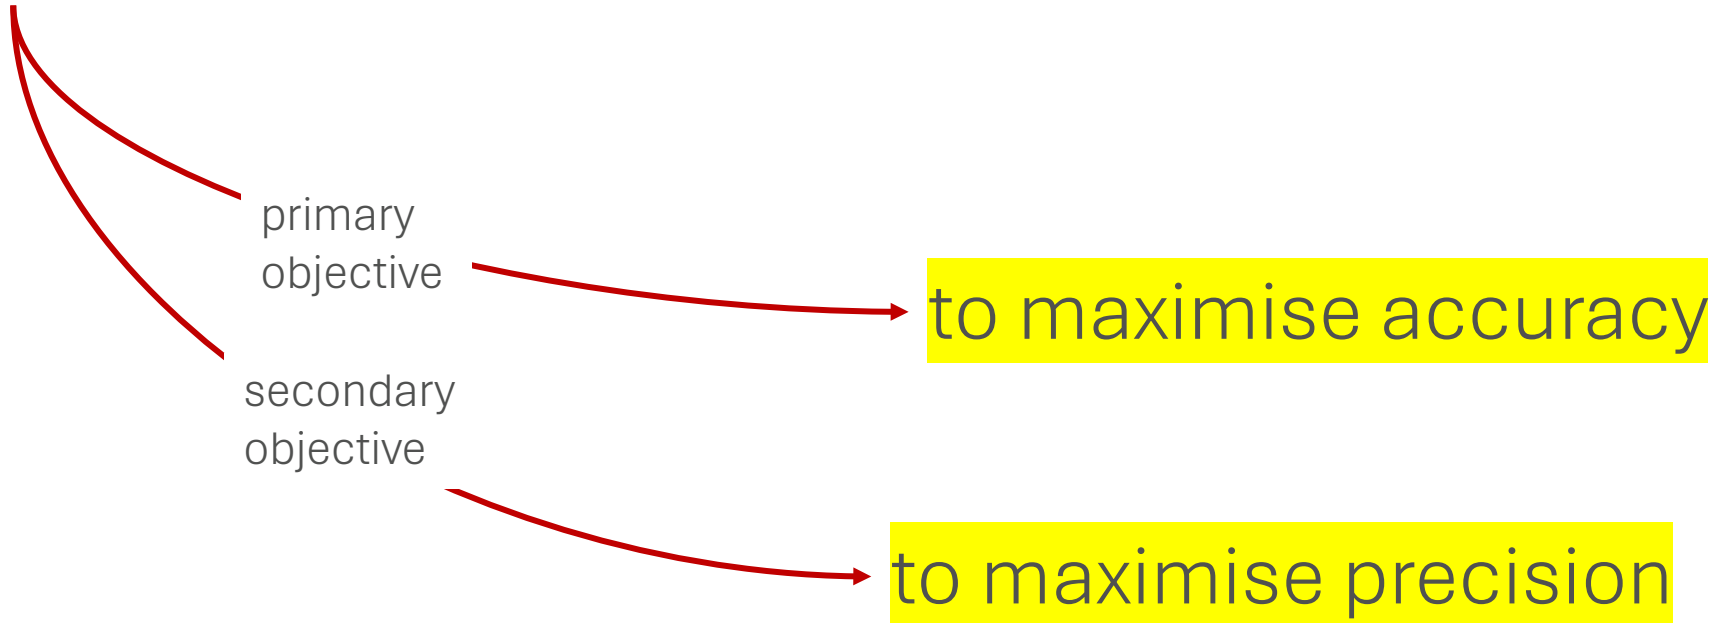 primary
objective
to maximise accuracy
secondary
objective
to maximise precision